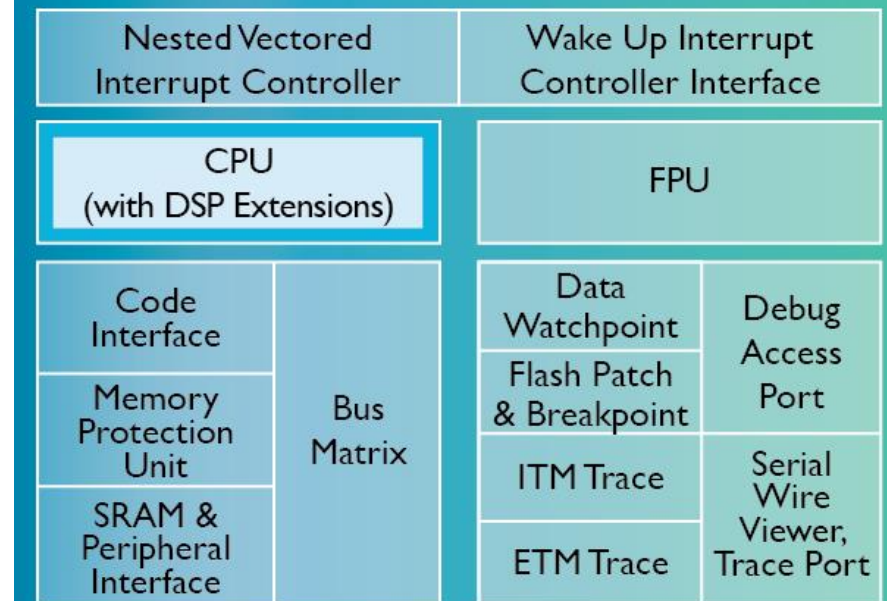 Nested Vectored
Interrupt Controller
Wake Up Interrupt
Controller Interface
CPU
(with DSP Extensions)
FPU
Code
Interface
Memory
Protection
Unit
SRAM &
Peripheral
Interface
Bus
Matrix
Data
Watchpoint
Flash Patch
& Breakpoint
ITM Trace
ETM Trace
Debug
Access
Port
Serial
Wire
Viewer,
Trace Port